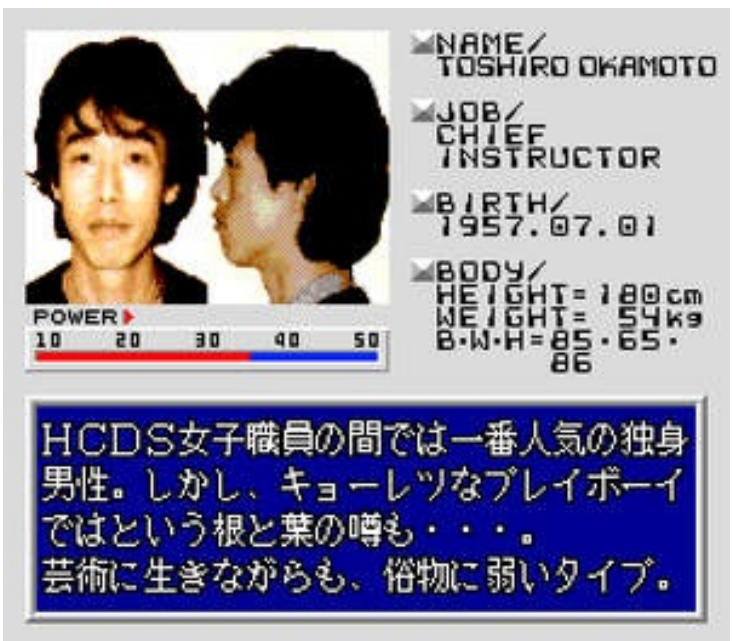 NAME/
TOSHIRO OKAMOTO
JOB/
CHIEF
INSTRUCTOR
BIRTH/
1957.07.01
BODY/
HEIGHT=180cm
WEIGHT= 54kg
B·W·H=85·65·
86
POWER
10 20 30 40 50
HCDS女子職員の間では一番人気の独身
男性。しかし、キョーレツなプレイボーイ
ではという根と葉の噂も・・・。
芸術に生きながらも、俗物に弱いタイプ。